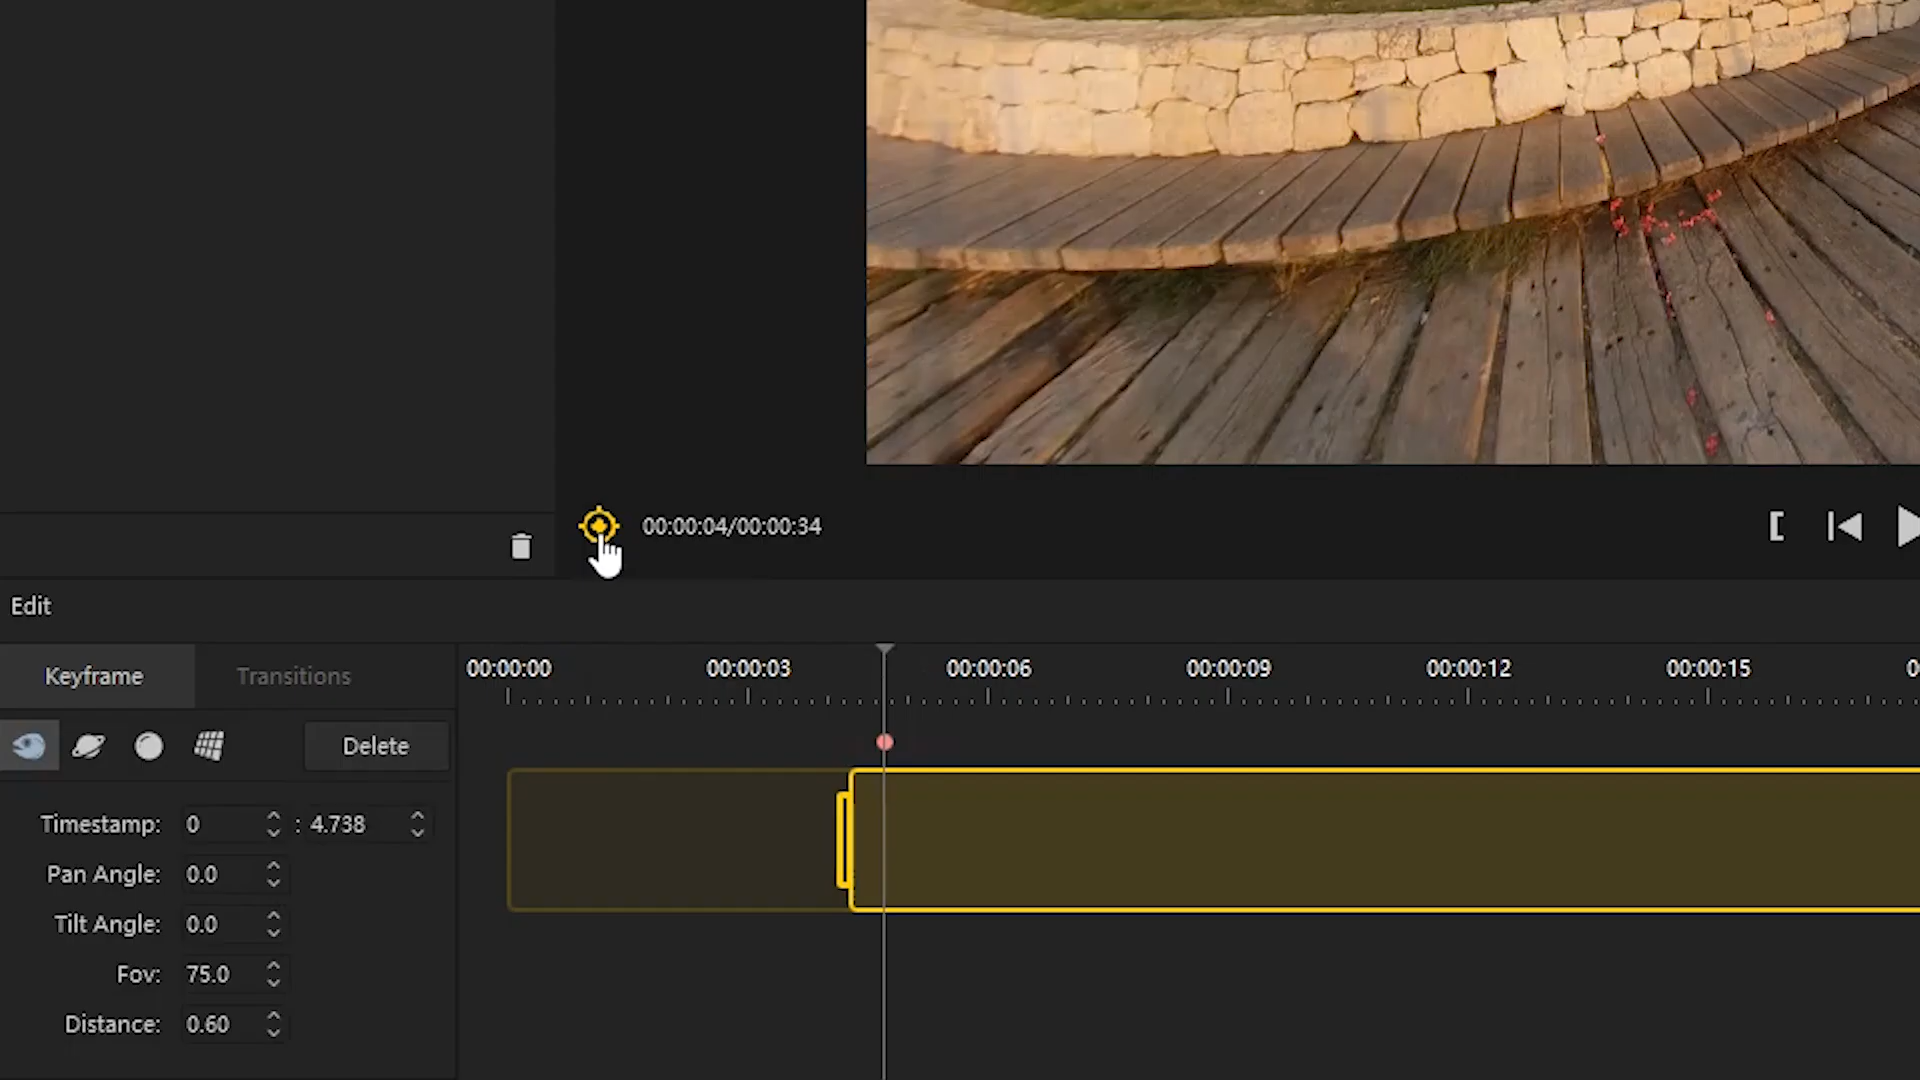 00:00:04/00:00:34
Edit
Keyframe Transitions
00:00:00 00:00:03 00:00:06 00:00:09 00:00:12 00:00:15
Delete
Timestamp: 0 : 4.738
Pan Angle: 0.0
Tilt Angle: 0.0
Fov: 75.0
Distance: 0.60